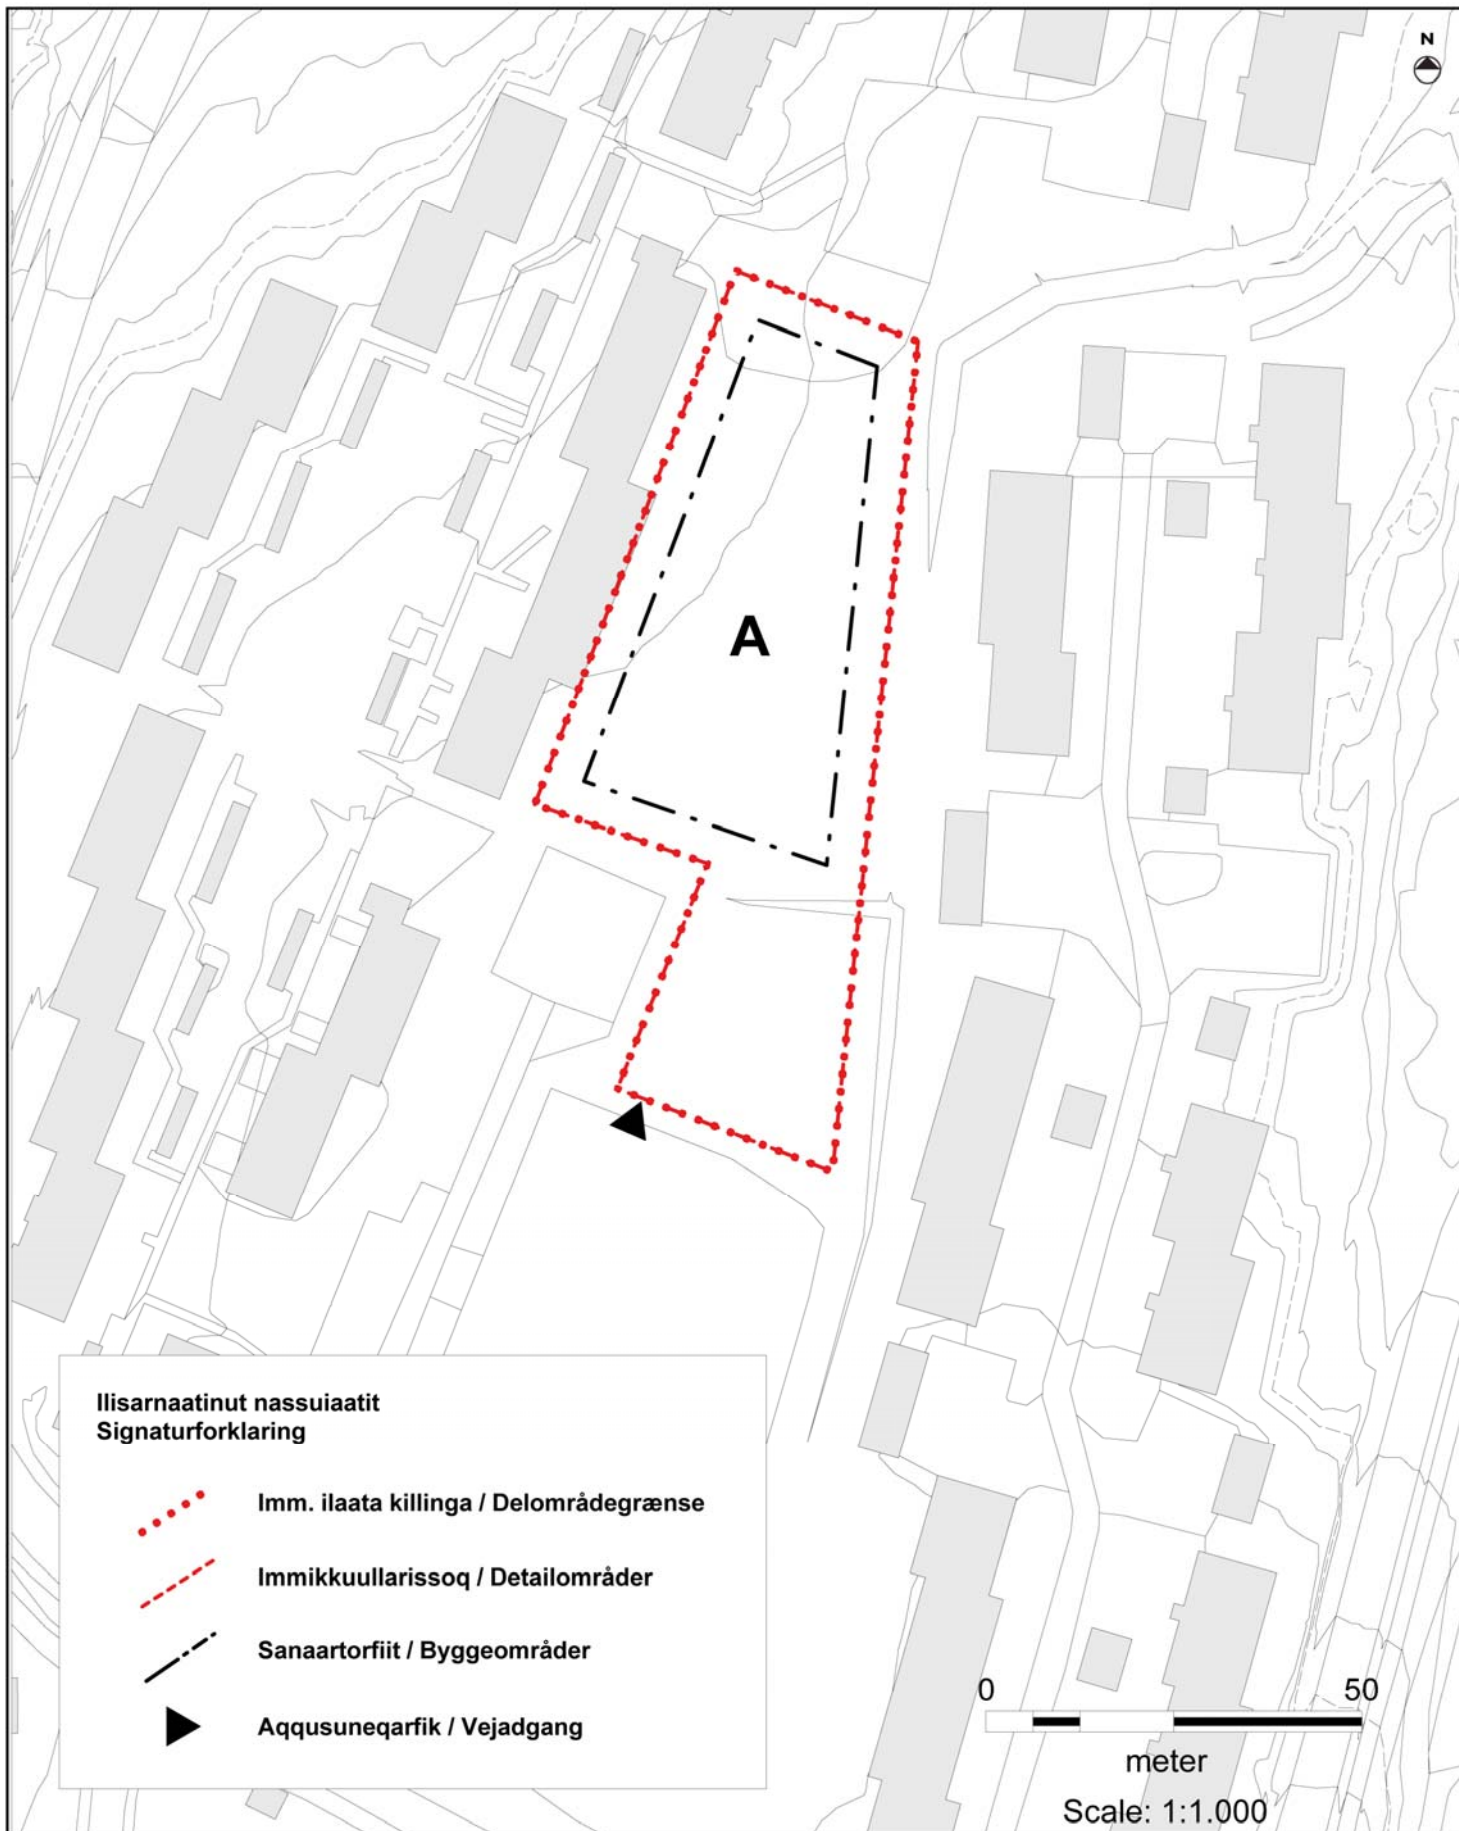 N
A
Ilisarnaatinut nassuiaatit
Signaturforklaring
Imm. ilaata killinga / Delområdegrænse
Immikkuullarissoq / Detailområder
Sanaartorfiit / Byggeområder
Aqqusuneqarfik / Vejadgang
0 50
meter
Scale: 1:1.000